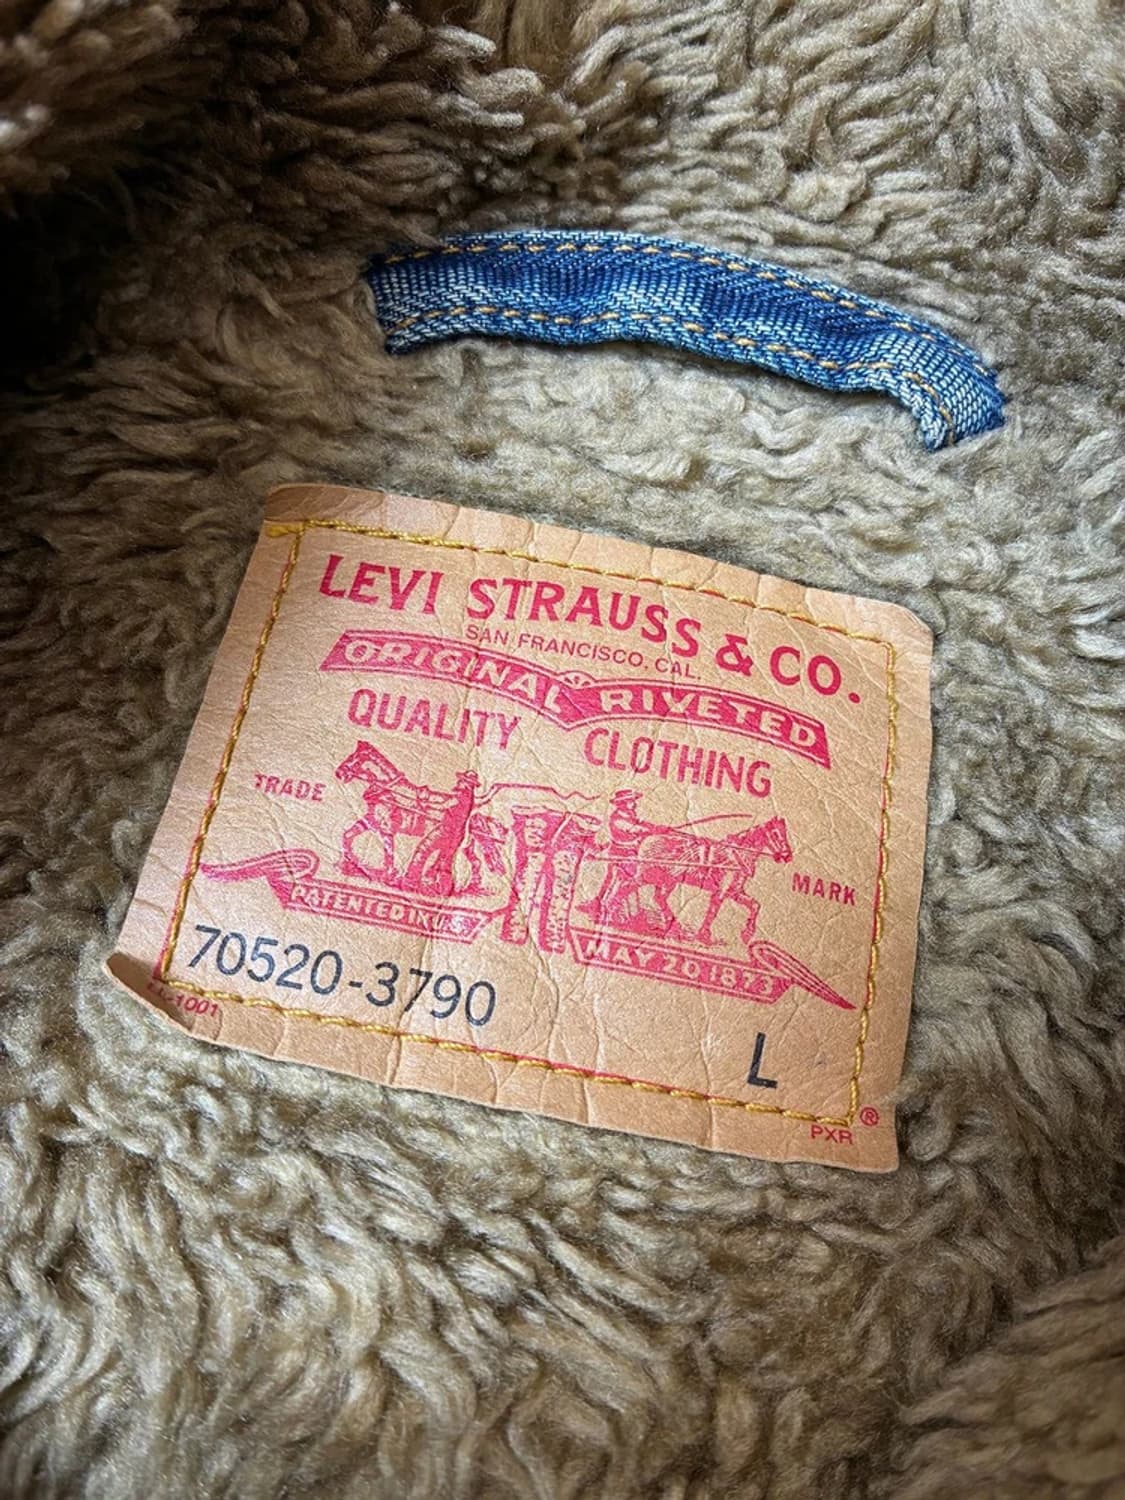 LEVI STRAUSS & CO.
SAN FRANCISCO, CAL.
ORIGINAL RIVETED
QUALITY CLOTHING
TRADE MARK
PATENTED IN U.S.
MAY 20 1873
70520-3790
1001
L
®
PXR